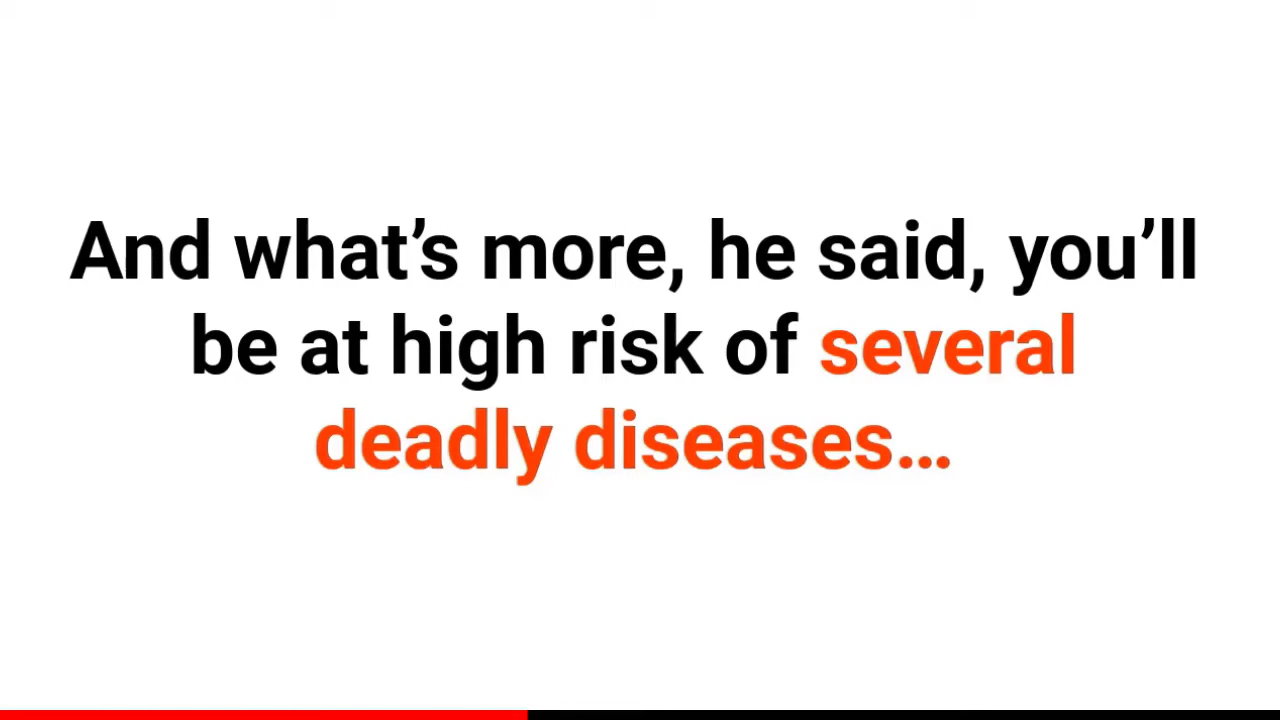 And what’s more, he said, you’ll
be at high risk of several
deadly diseases...